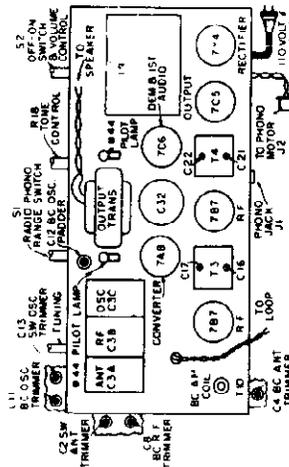 S2
OFF-ON
SWITCH
& VOLUME
CONTROL
R18
TONE
CONTROL
S1
RADIO PHONO
RANGE SWITCH
C12 BC OSC
PADDER
TUNING
C13
SW OSC
TRIMMER
C11
BC OSC
TRIMMER
C2 SW
ANT
TRIMMER
C8
BC R F
TRIMMER
C4 BC ANT
TRIMMER
TO
SPEAKER
#44
PILOT
LAMP
OUTPUT
TRANS
#44 PILOT LAMP
DEM & 1ST
AUDIO
7C6
OUTPUT
7C5
RECTIFIER
7Y4
110 VOLT
C32
C22
T4
C21
TO PHONO
MOTOR
J2
7A8
CONVERTER
7B7
R F
PHONO
JACK
J1
C17
T3
C16
7B7
R F
TO
LOOP
OSC
C3C
RF
C3B
ANT
C3A
BC ANT
COIL
T10